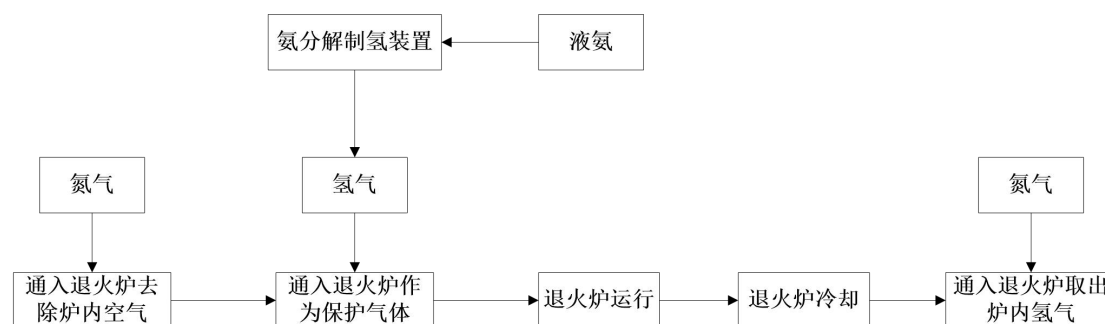 氨分解制氢装置
液氨
氮气
氢气
氮气
通入退火炉去
除炉内空气
通入退火炉作
为保护气体
退火炉运行
退火炉冷却
通入退火炉取出
炉内氢气